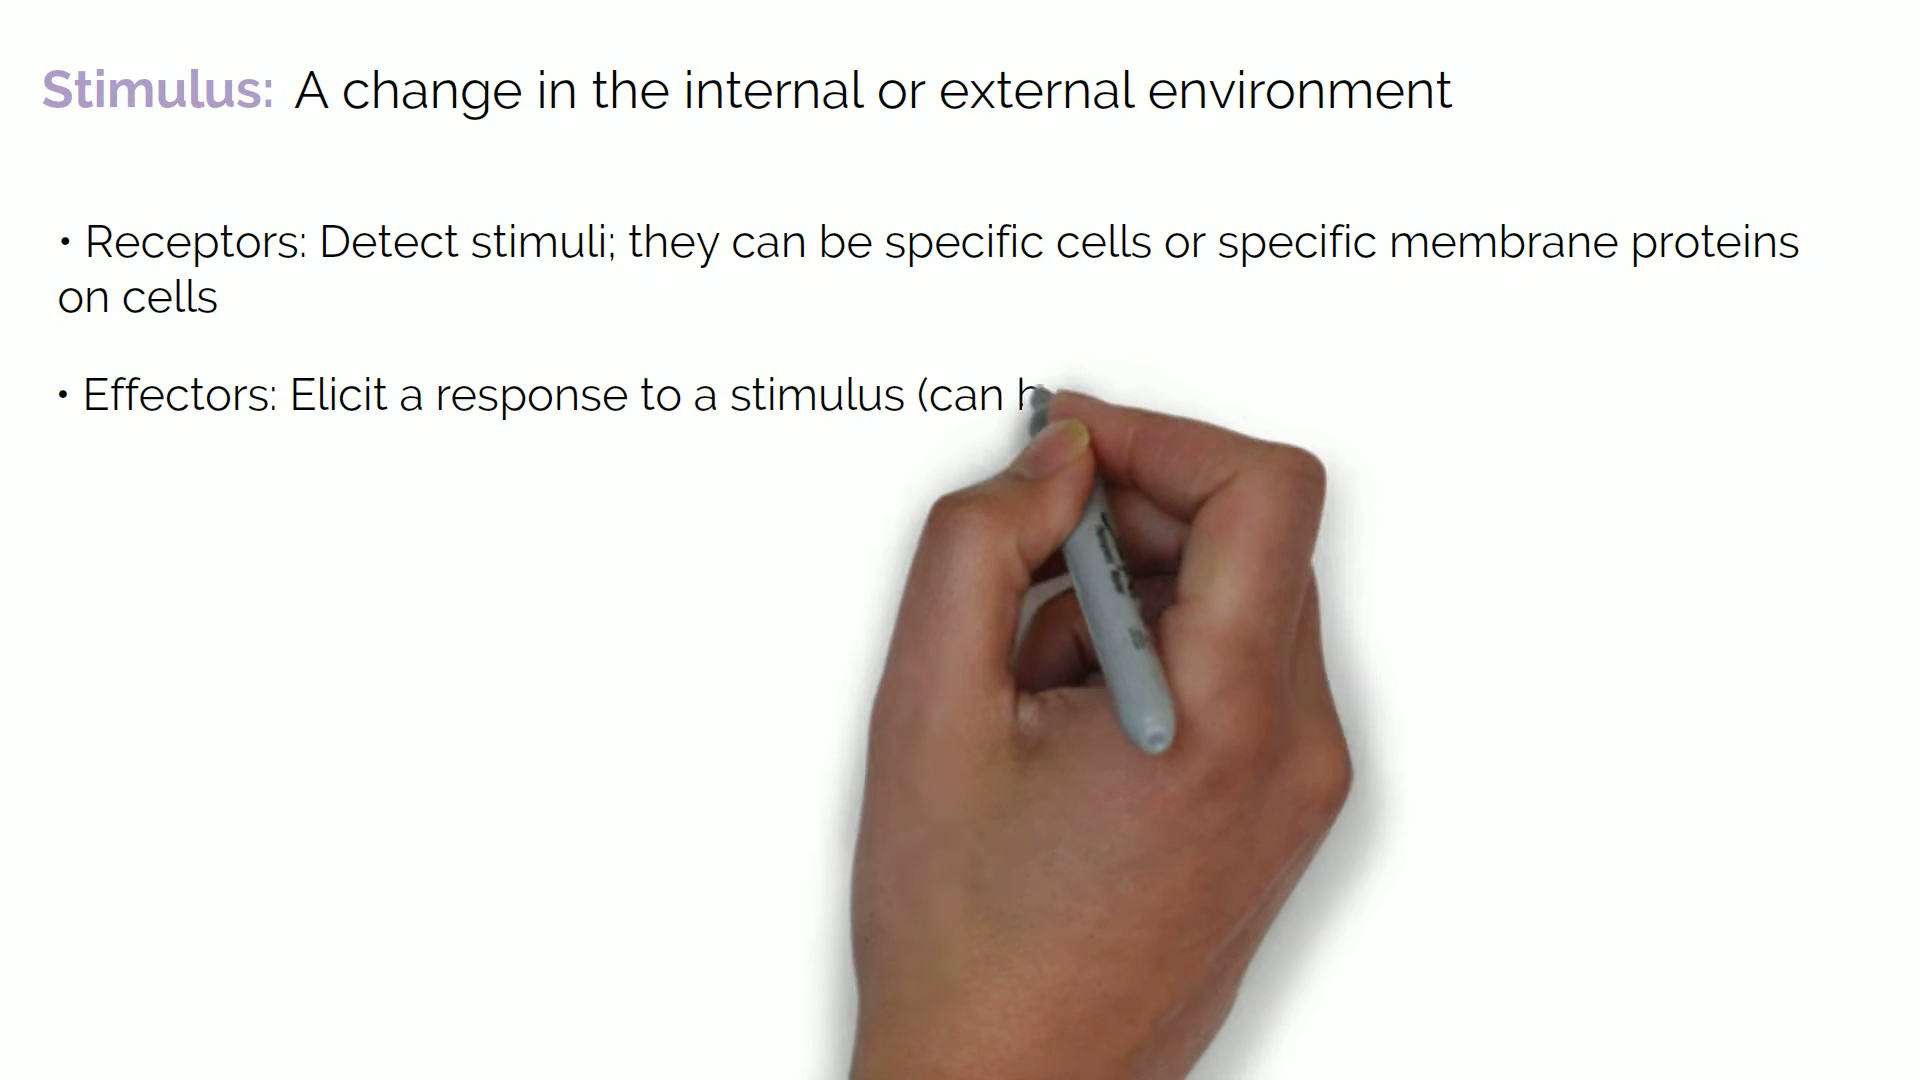 Stimulus: A change in the internal or external environment
• Receptors: Detect stimuli; they can be specific cells or specific membrane proteins
on cells
• Effectors: Elicit a response to a stimulus (can